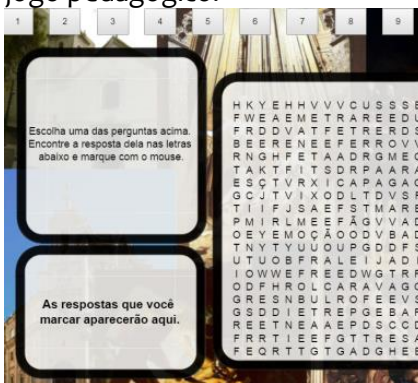 jogo pedagógico.
1 2 3 4 5 6 7 8 9
Escolha uma das perguntas acima.
Encontre a resposta dela nas letras
abaixo e marque com o mouse.
As respostas que você
marcar aparecerão aqui.
H K Y E H H V V V C U S S S
F W E A E M E T R A R E E D U
F R D D V A T F E T R E R D S
B E E R E N E E F E R R O V V
R N G H F E T A A D R G M E C
T A K T F I T S D R P A A R A
E S Ç T V R X I C A P A G A C
G C J T V I X O D L T D V S F
T I I F J S A E F S T M A R E
P M I R L M E E F Ã G V V A D
O E Y E M O C Ã O O D V B A D
T N Y T Y U U O U P G D D F S
U T U O B F R A L E I J A D I
I O W W E F R E E D W G T R F
O D F H R O L C A R A V A G G
G R E S N B U L R O F E E V S
G S D D I E T R E P G E B A F
R E E T N E A A E P D S C C C
F R R T I E E F G T T R E S A
F E Q R T T G T G A D G H E S